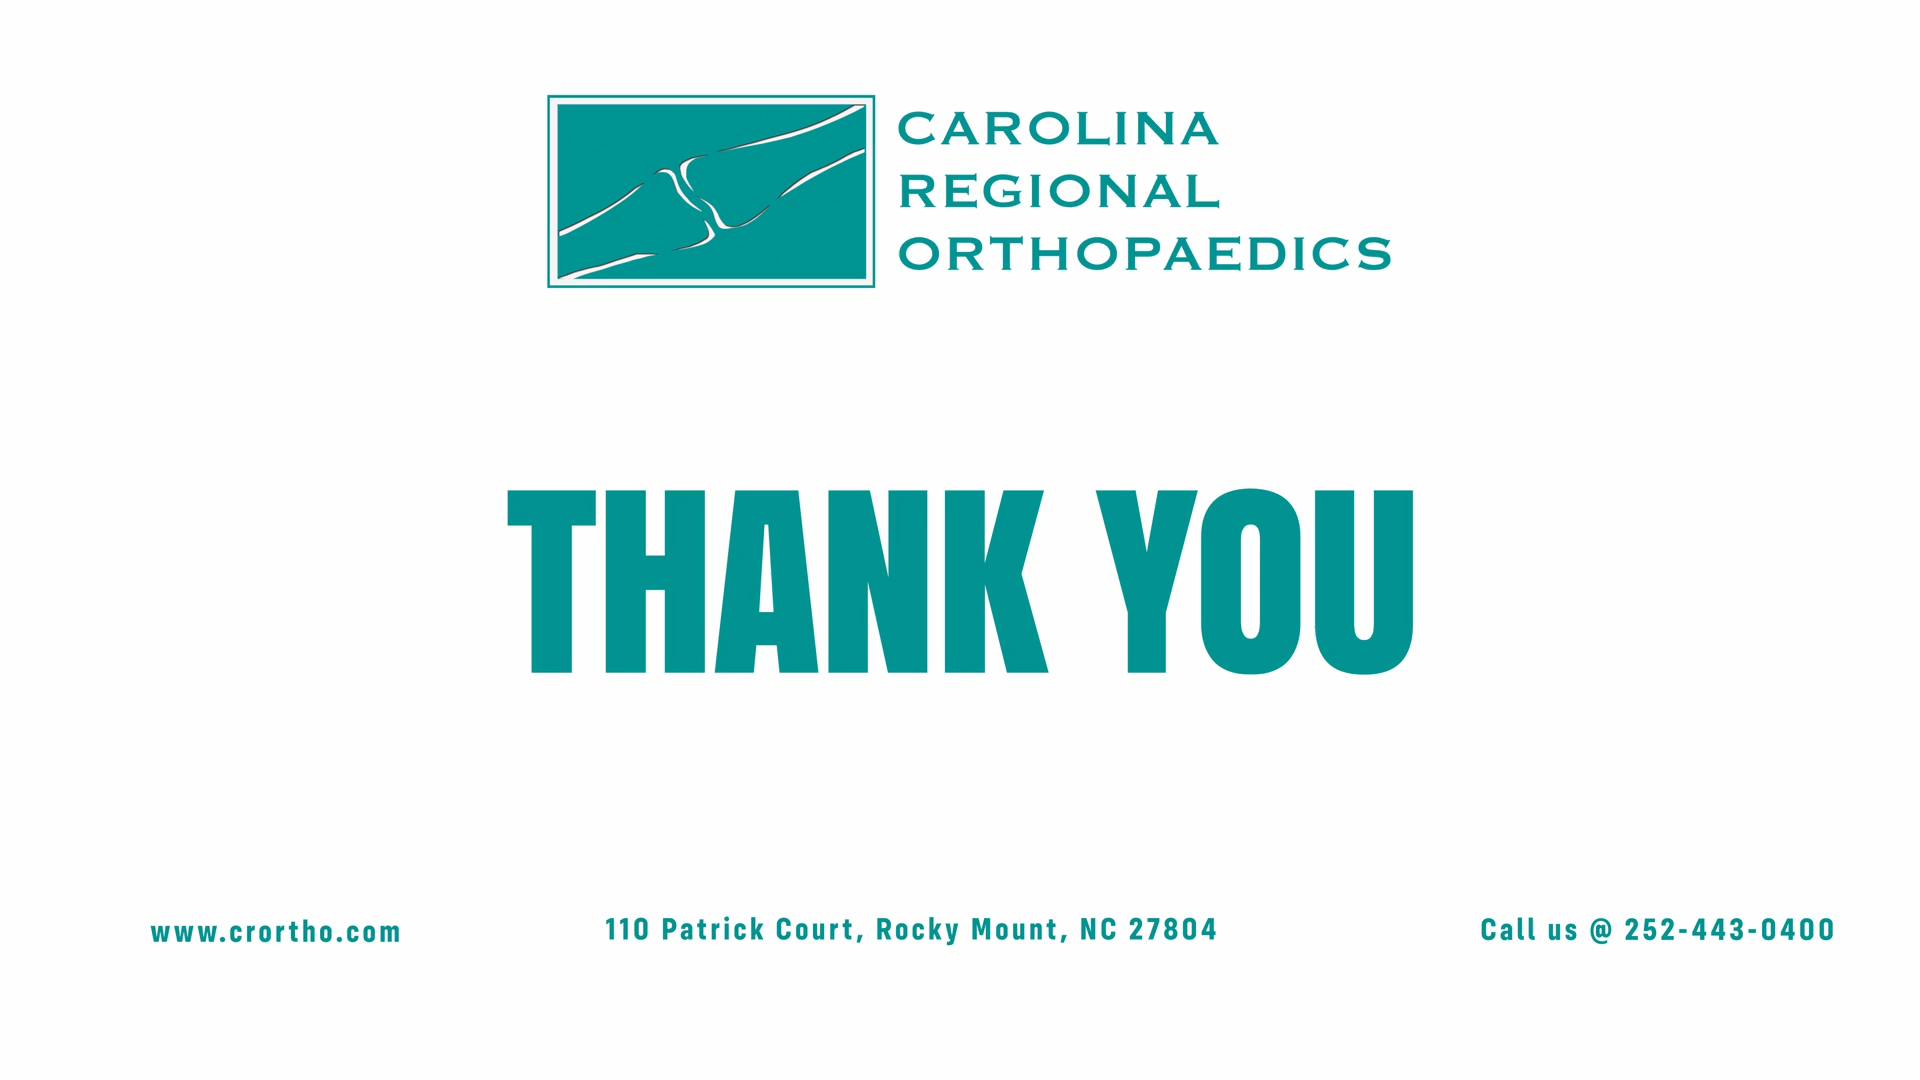 CAROLINA
REGIONAL
ORTHOPAEDICS
THANK YOU
www.crortho.com
110 Patrick Court, Rocky Mount, NC 27804
Call us @ 252-443-0400